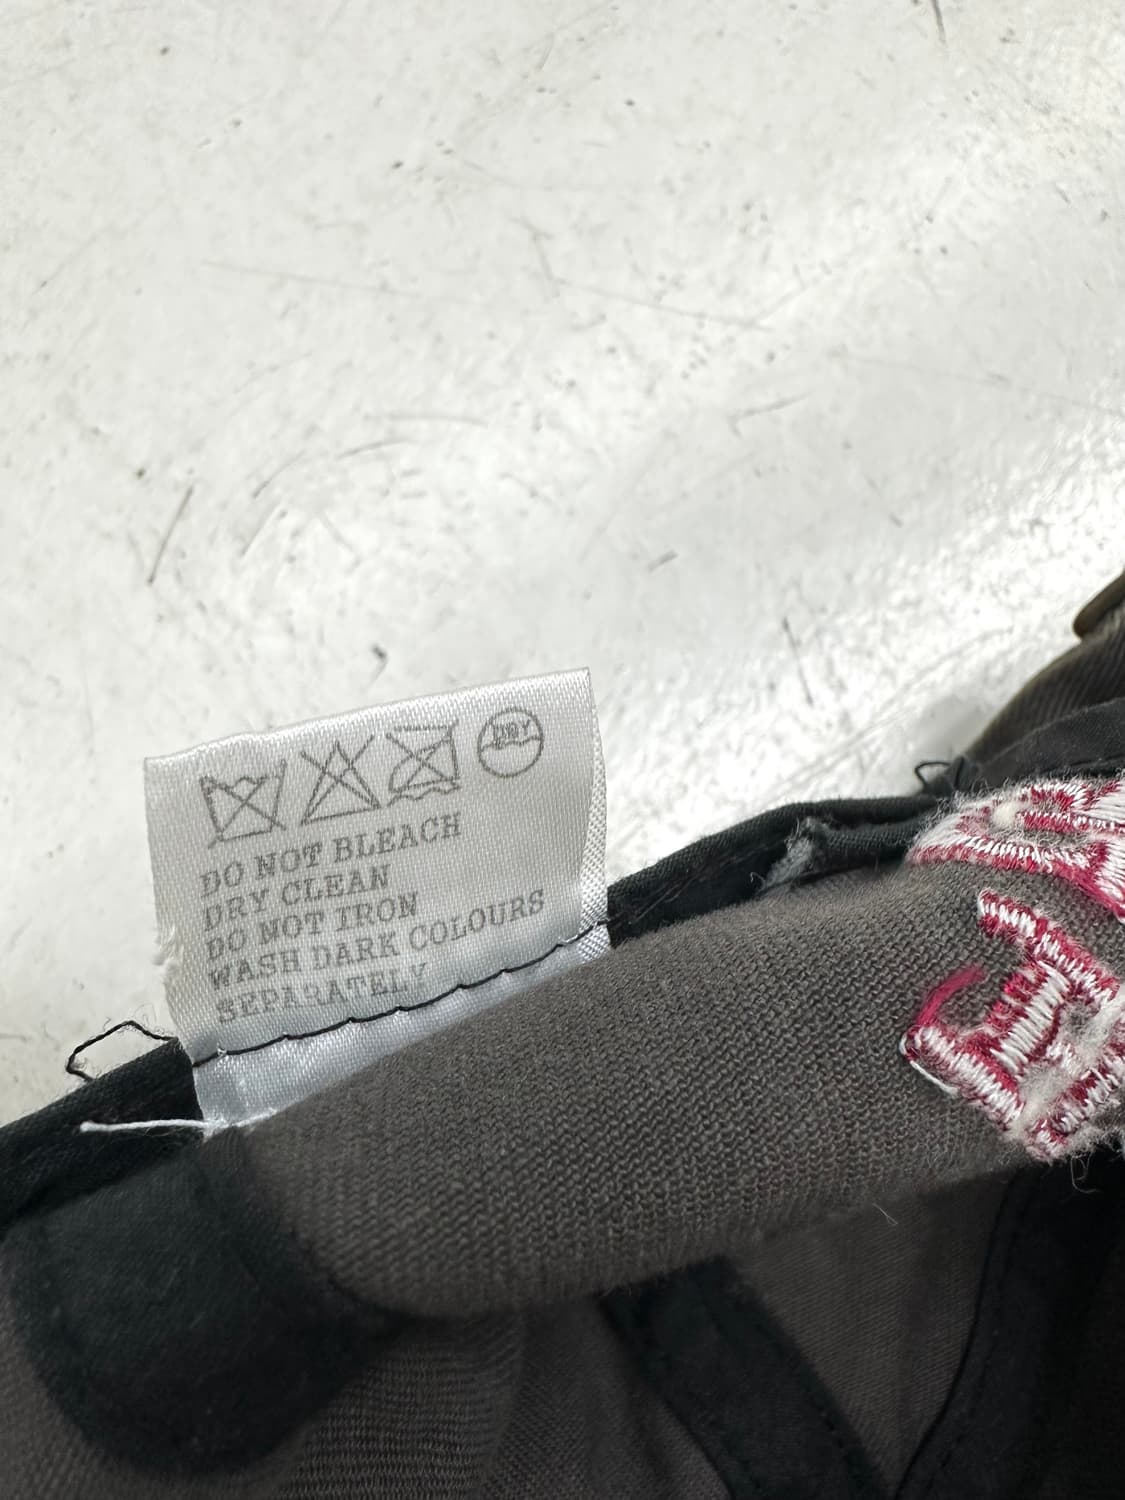 DRY
DO NOT BLEACH
DRY CLEAN
DO NOT IRON
WASH DARK COLOURS
SEPARATELY